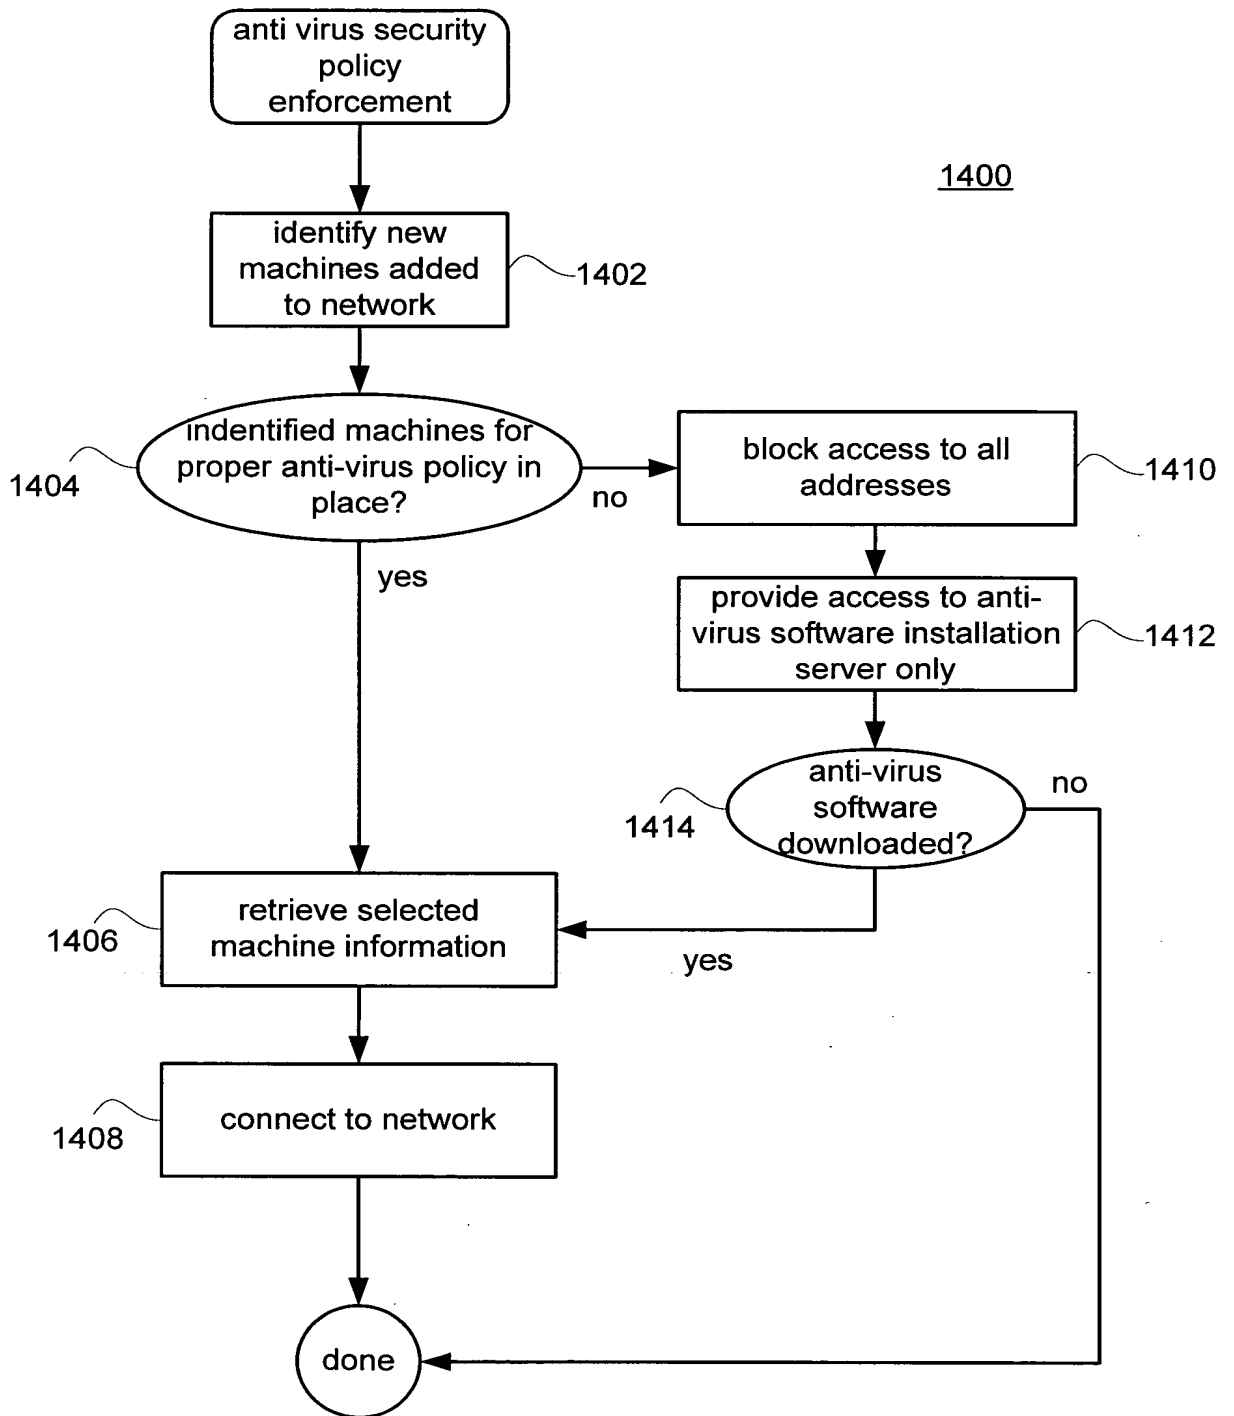 anti virus security
policy
enforcement
1400
identify new
machines added
to network
1402
indentified machines for
proper anti-virus policy in
place?
1404
no
yes
block access to all
addresses
1410
provide access to anti-
virus software installation
server only
1412
anti-virus
software
downloaded?
1414
no
yes
retrieve selected
machine information
1406
connect to network
1408
done